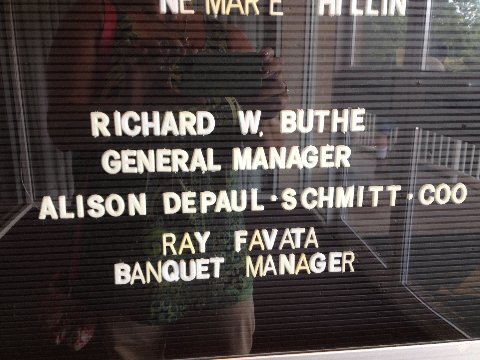 RICHARD W. BUTHE
GENERAL MANAGER
ALISON DEPAUL-SCHMITT-COO
RAY FAVATA
BANQUET MANAGER